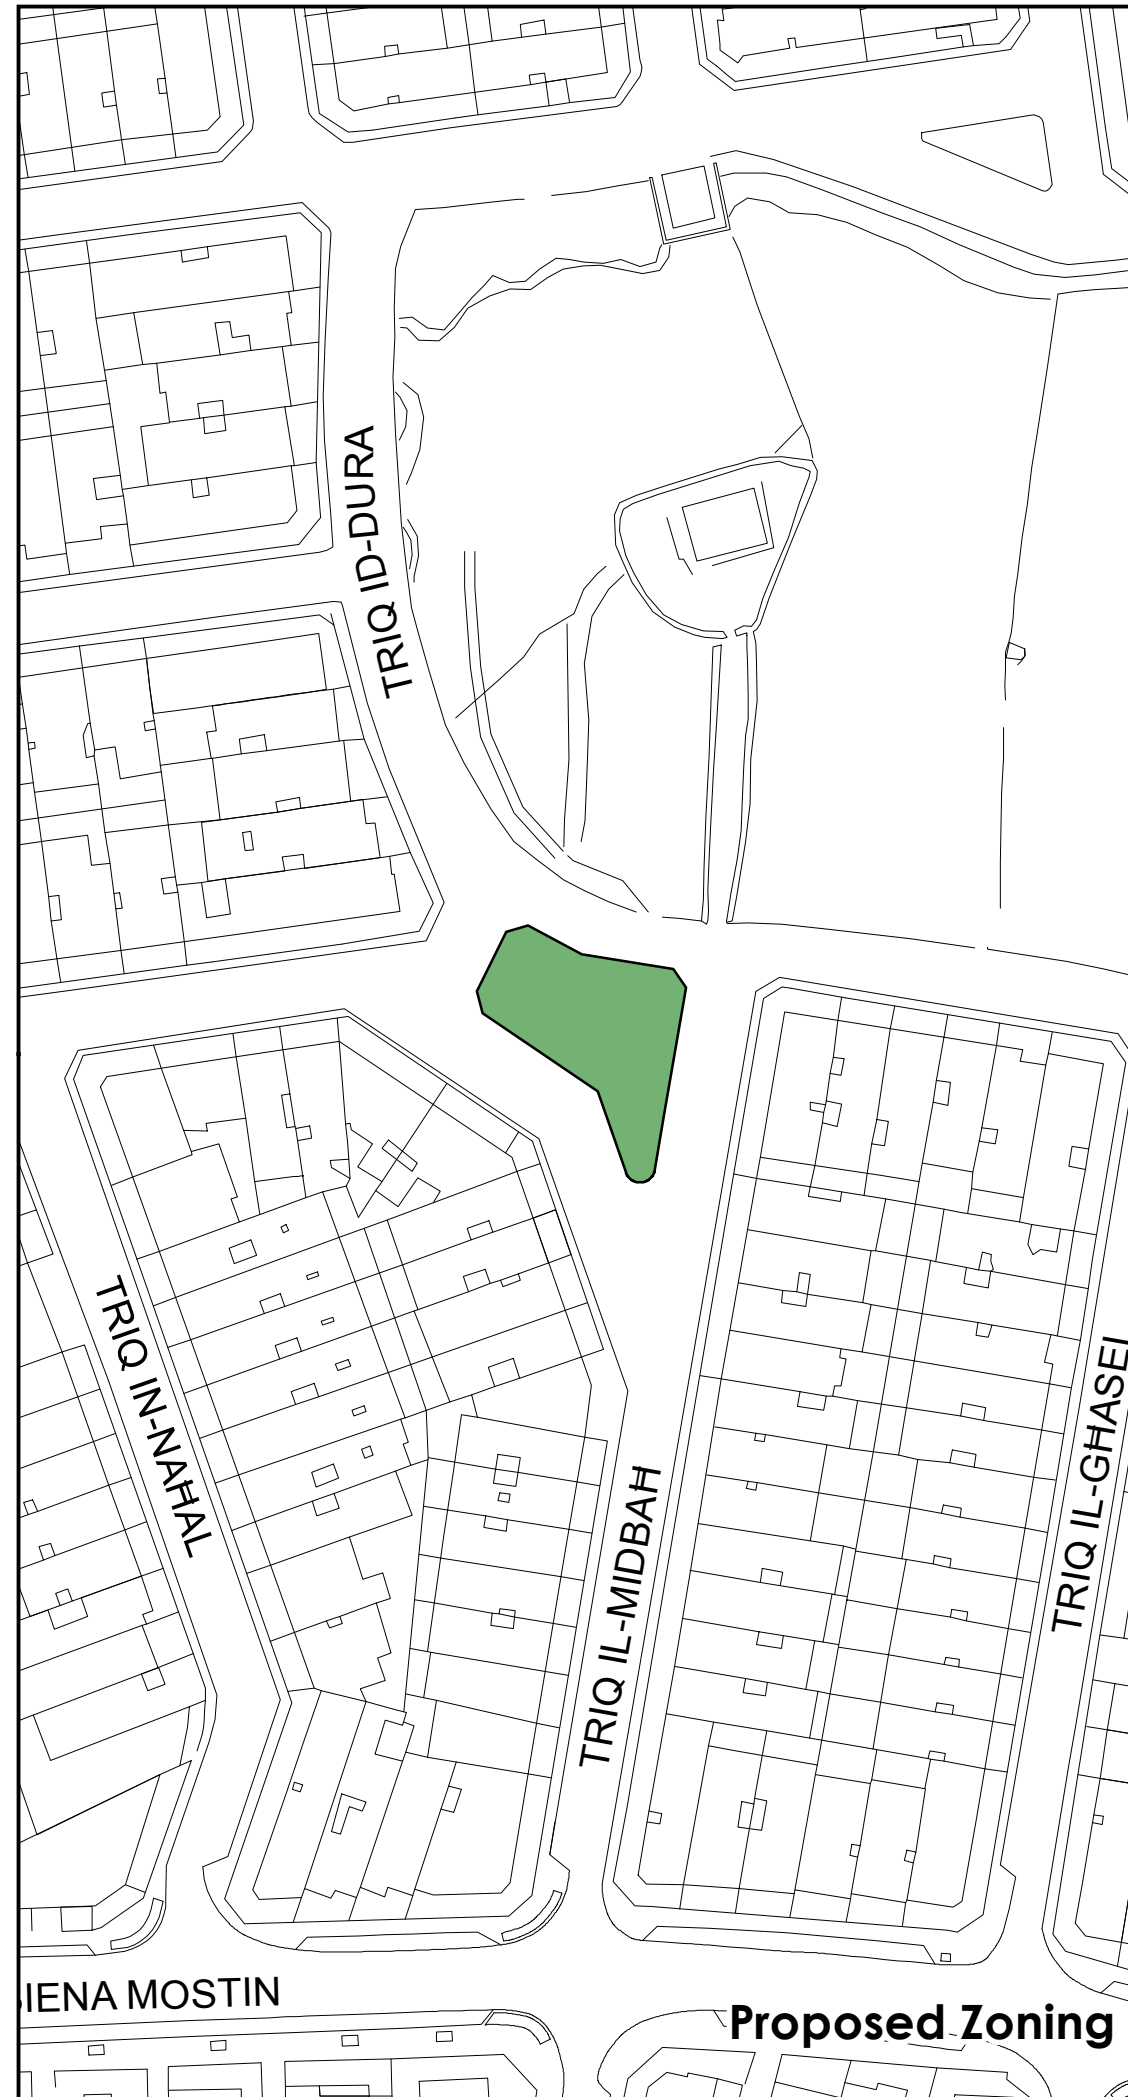 TRIQ ID-DURA
TRIQ IN-NAĦAL
TRIQ IL-MIDBAĦ
TRIQ IL-GĦASEL
IENA MOSTIN
Proposed Zoning